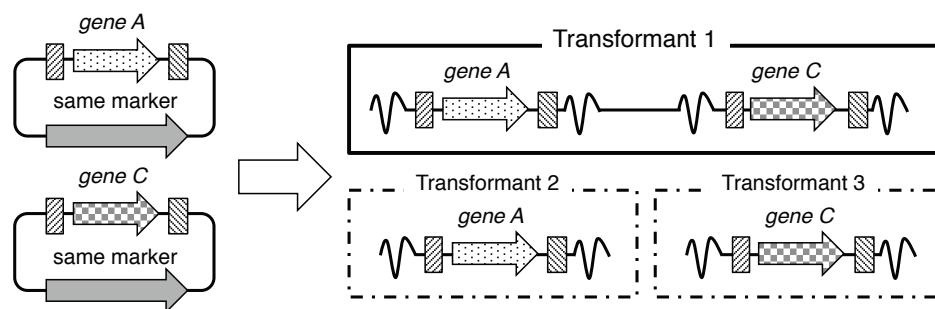 gene A
same marker
gene C
same marker
Transformant 1
gene A
gene C
Transformant 2
gene A
Transformant 3
gene C